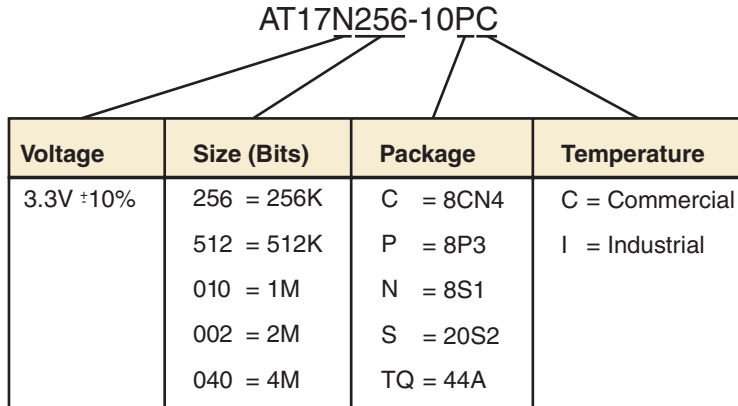 AT17N256-10PC
Voltage Size (Bits) Package Temperature
3.3V ±10% 256 = 256K C = 8CN4 C = Commercial
512 = 512K P = 8P3 I = Industrial
010 = 1M N = 8S1
002 = 2M S = 20S2
040 = 4M TQ = 44A